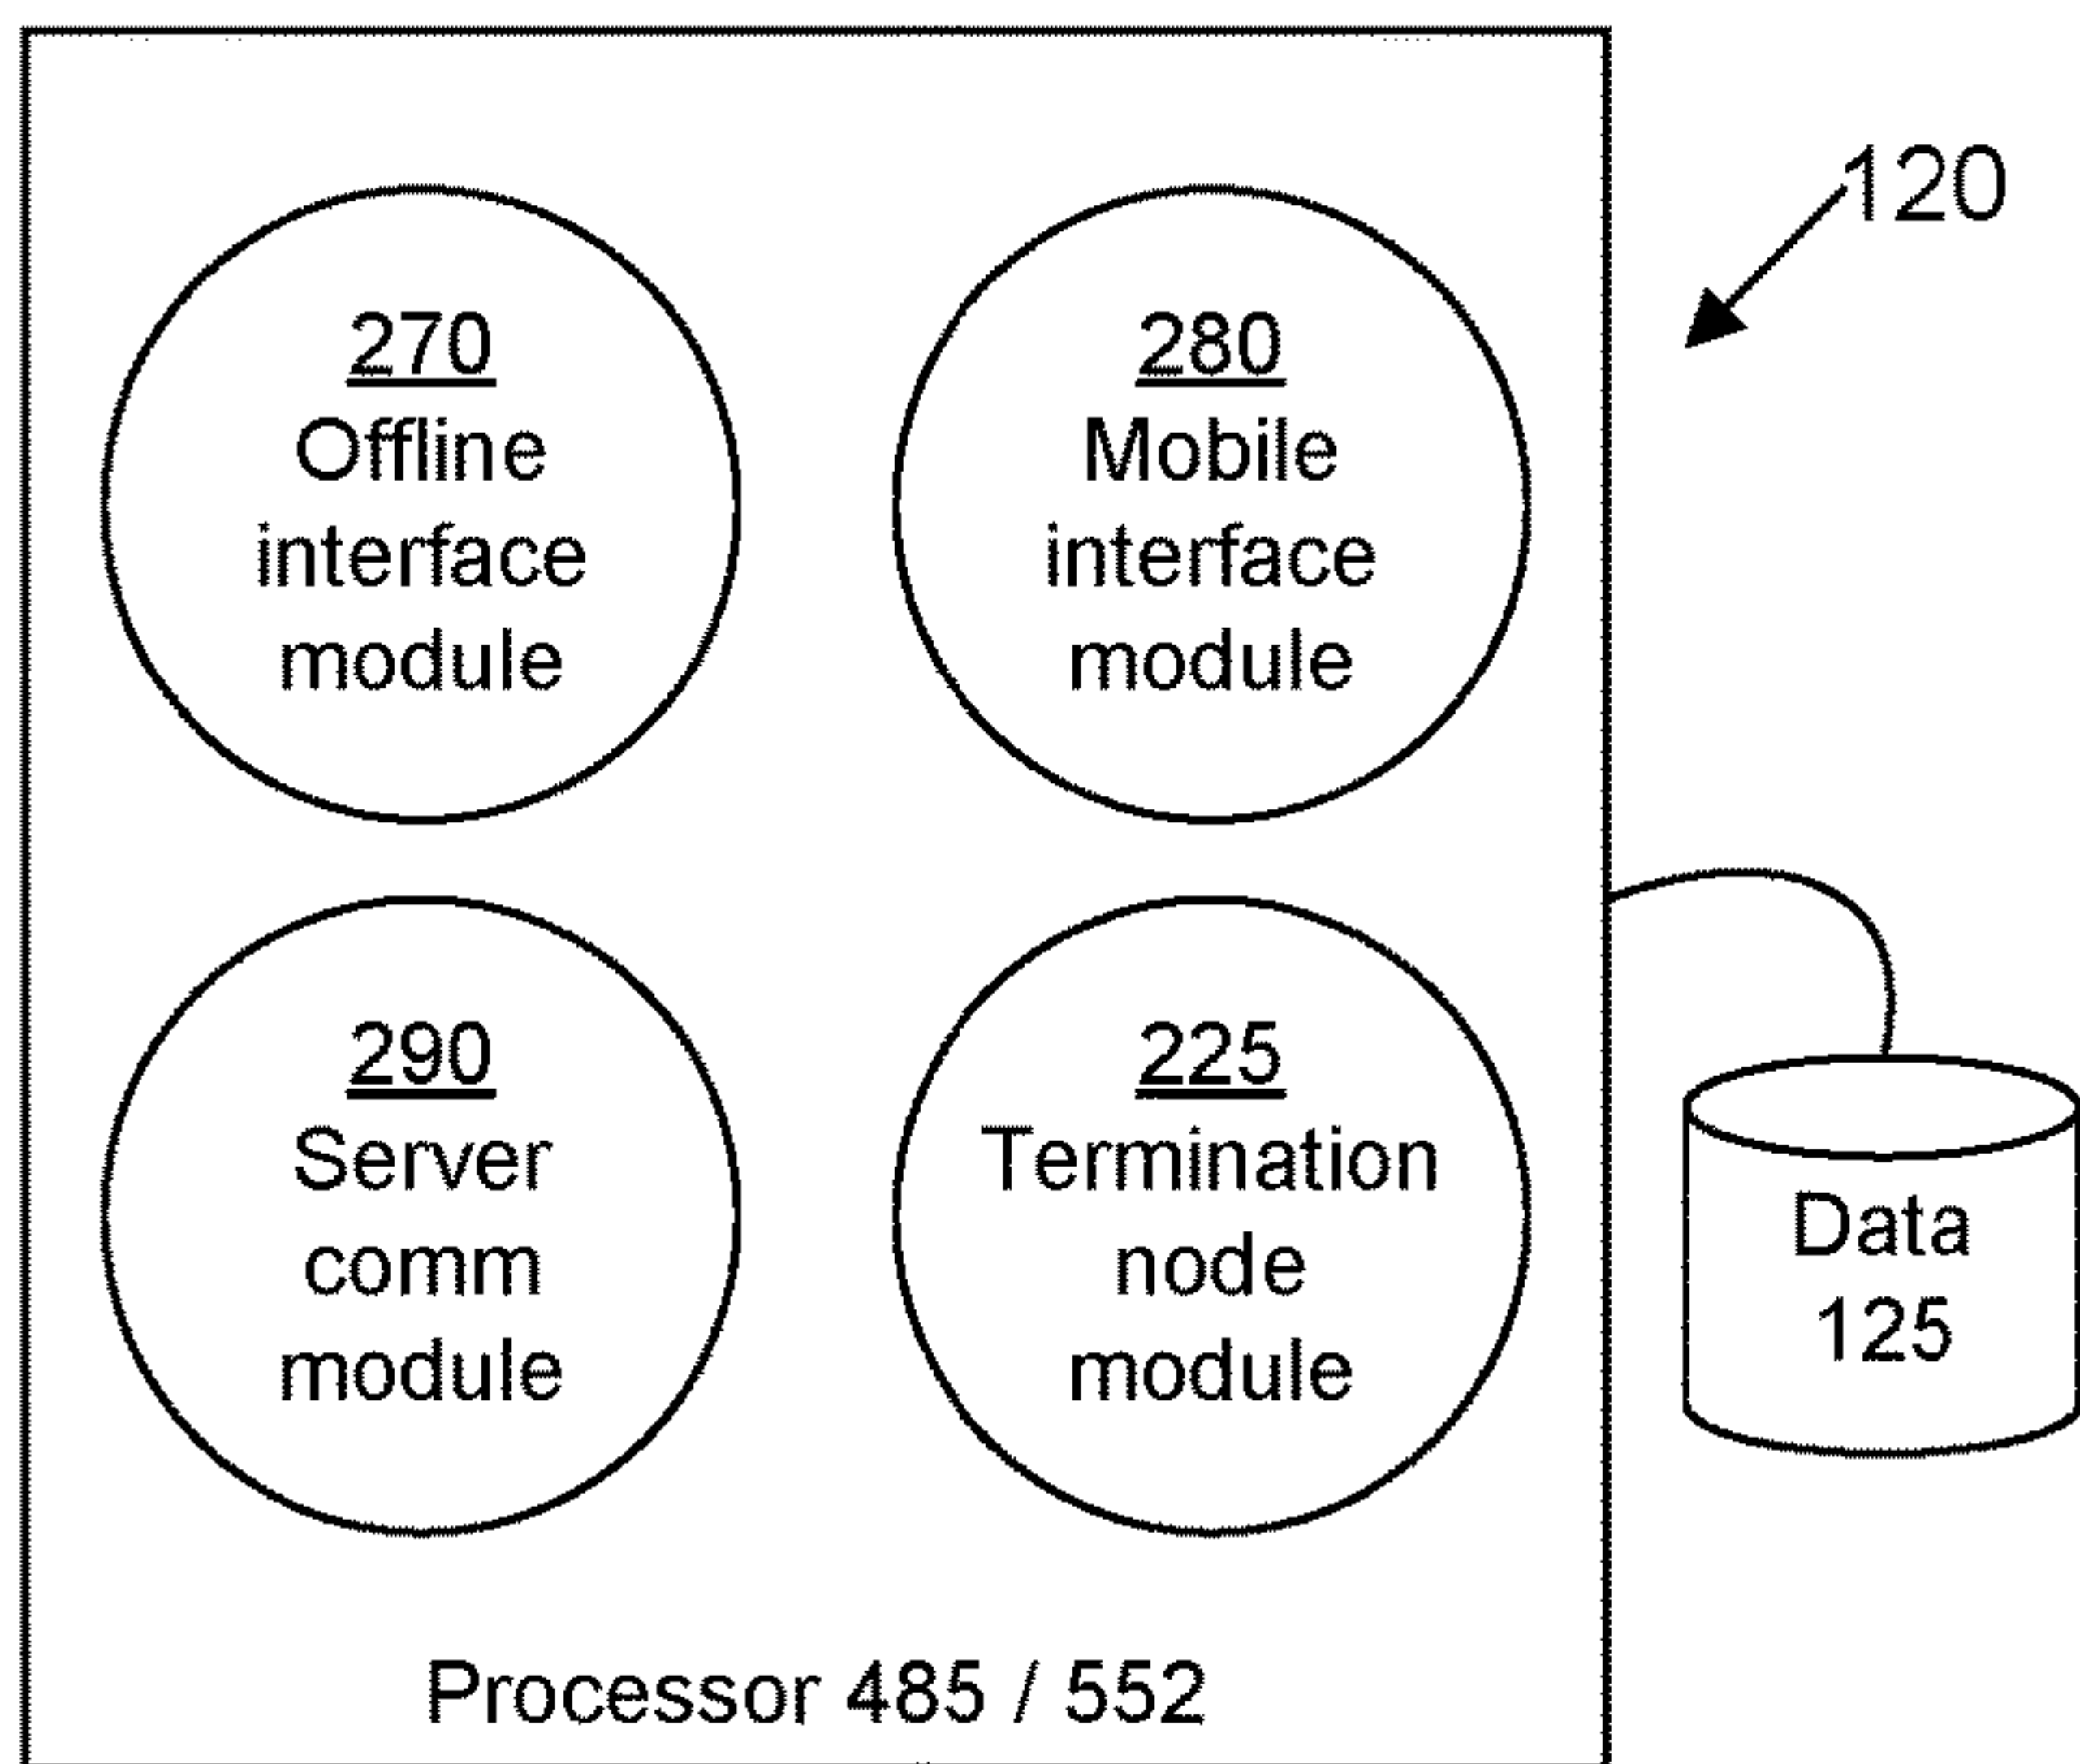 120
270
Offline
interface
module
280
Mobile
interface
module
290
Server
comm
module
225
Termination
node
module
Data
125
Processor 485 / 552